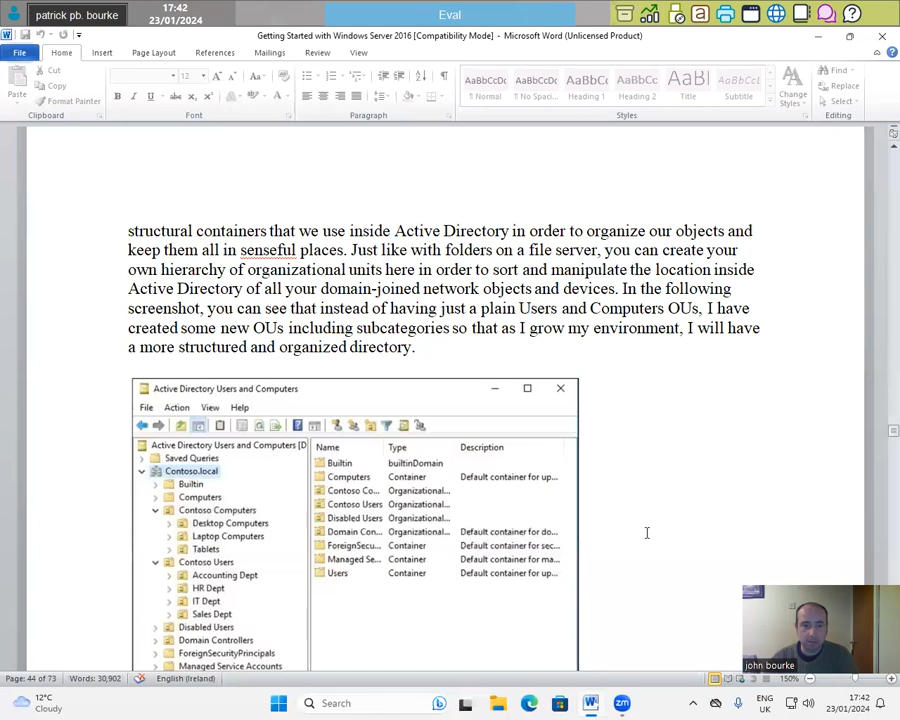 patrick pb. bourke
17:42
23/01/2024
Eval
Getting Started with Windows Server 2016 [Compatibility Mode] - Microsoft Word (Unlicensed Product)
File Home Insert Page Layout References Mailings Review View
Paste
Cut
Copy
Format Painter
12
Aa
B I U abc
AaBbCcDc AaBbCcDc AaBbCc AaBbCc AaBl AaBbCcL
¶ Normal ¶ No Spaci... Heading 1 Heading 2 Title Subtitle
Change
Styles
Find
Replace
Select
Clipboard Font Paragraph Styles Editing
structural containers that we use inside Active Directory in order to organize our objects and
keep them all in senseful places. Just like with folders on a file server, you can create your
own hierarchy of organizational units here in order to sort and manipulate the location inside
Active Directory of all your domain-joined network objects and devices. In the following
screenshot, you can see that instead of having just a plain Users and Computers OUs, I have
created some new OUs including subcategories so that as I grow my environment, I will have
a more structured and organized directory.
Active Directory Users and Computers
File Action View Help
Active Directory Users and Computers [D
Saved Queries
Contoso.local
Builtin
Computers
Contoso Computers
Desktop Computers
Laptop Computers
Tablets
Contoso Users
Accounting Dept
HR Dept
IT Dept
Sales Dept
Disabled Users
Domain Controllers
ForeignSecurityPrincipals
Managed Service Accounts
Name Type Description
Builtin builtinDomain
Computers Container Default container for up...
Contoso Co... Organizational...
Contoso Users Organizational...
Disabled Users Organizational...
Domain Con... Organizational... Default container for do...
ForeignSecu... Container Default container for sec...
Managed Se... Container Default container for ma...
Users Container Default container for up...
john bourke
Page: 44 of 73 Words: 30,902 English (Ireland) 150%
12°C
Cloudy
Search
ENG
UK
17:42
23/01/2024